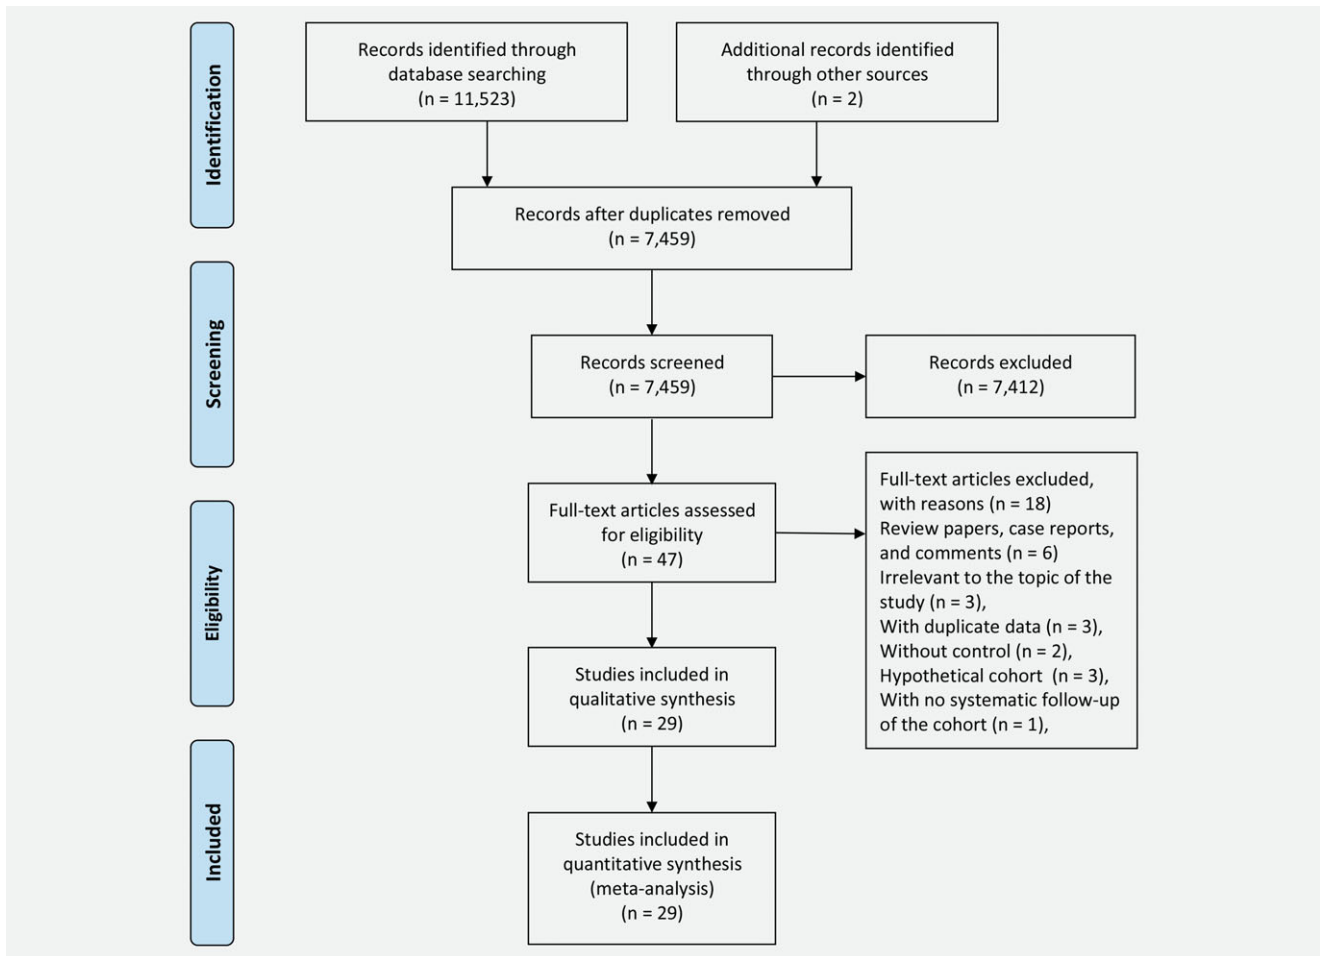 Identification
Records identified through
database searching
(n = 11,523)
Additional records identified
through other sources
(n = 2)
Records after duplicates removed
(n = 7,459)
Screening
Records screened
(n = 7,459)
Records excluded
(n = 7,412)
Eligibility
Full-text articles assessed
for eligibility
(n = 47)
Full-text articles excluded,
with reasons (n = 18)
Review papers, case reports,
and comments (n = 6)
Irrelevant to the topic of the
study (n = 3),
With duplicate data (n = 3),
Without control (n = 2),
Hypothetical cohort  (n = 3),
With no systematic follow-up
of the cohort (n = 1),
Studies included in
qualitative synthesis
(n = 29)
Included
Studies included in
quantitative synthesis
(meta-analysis)
(n = 29)